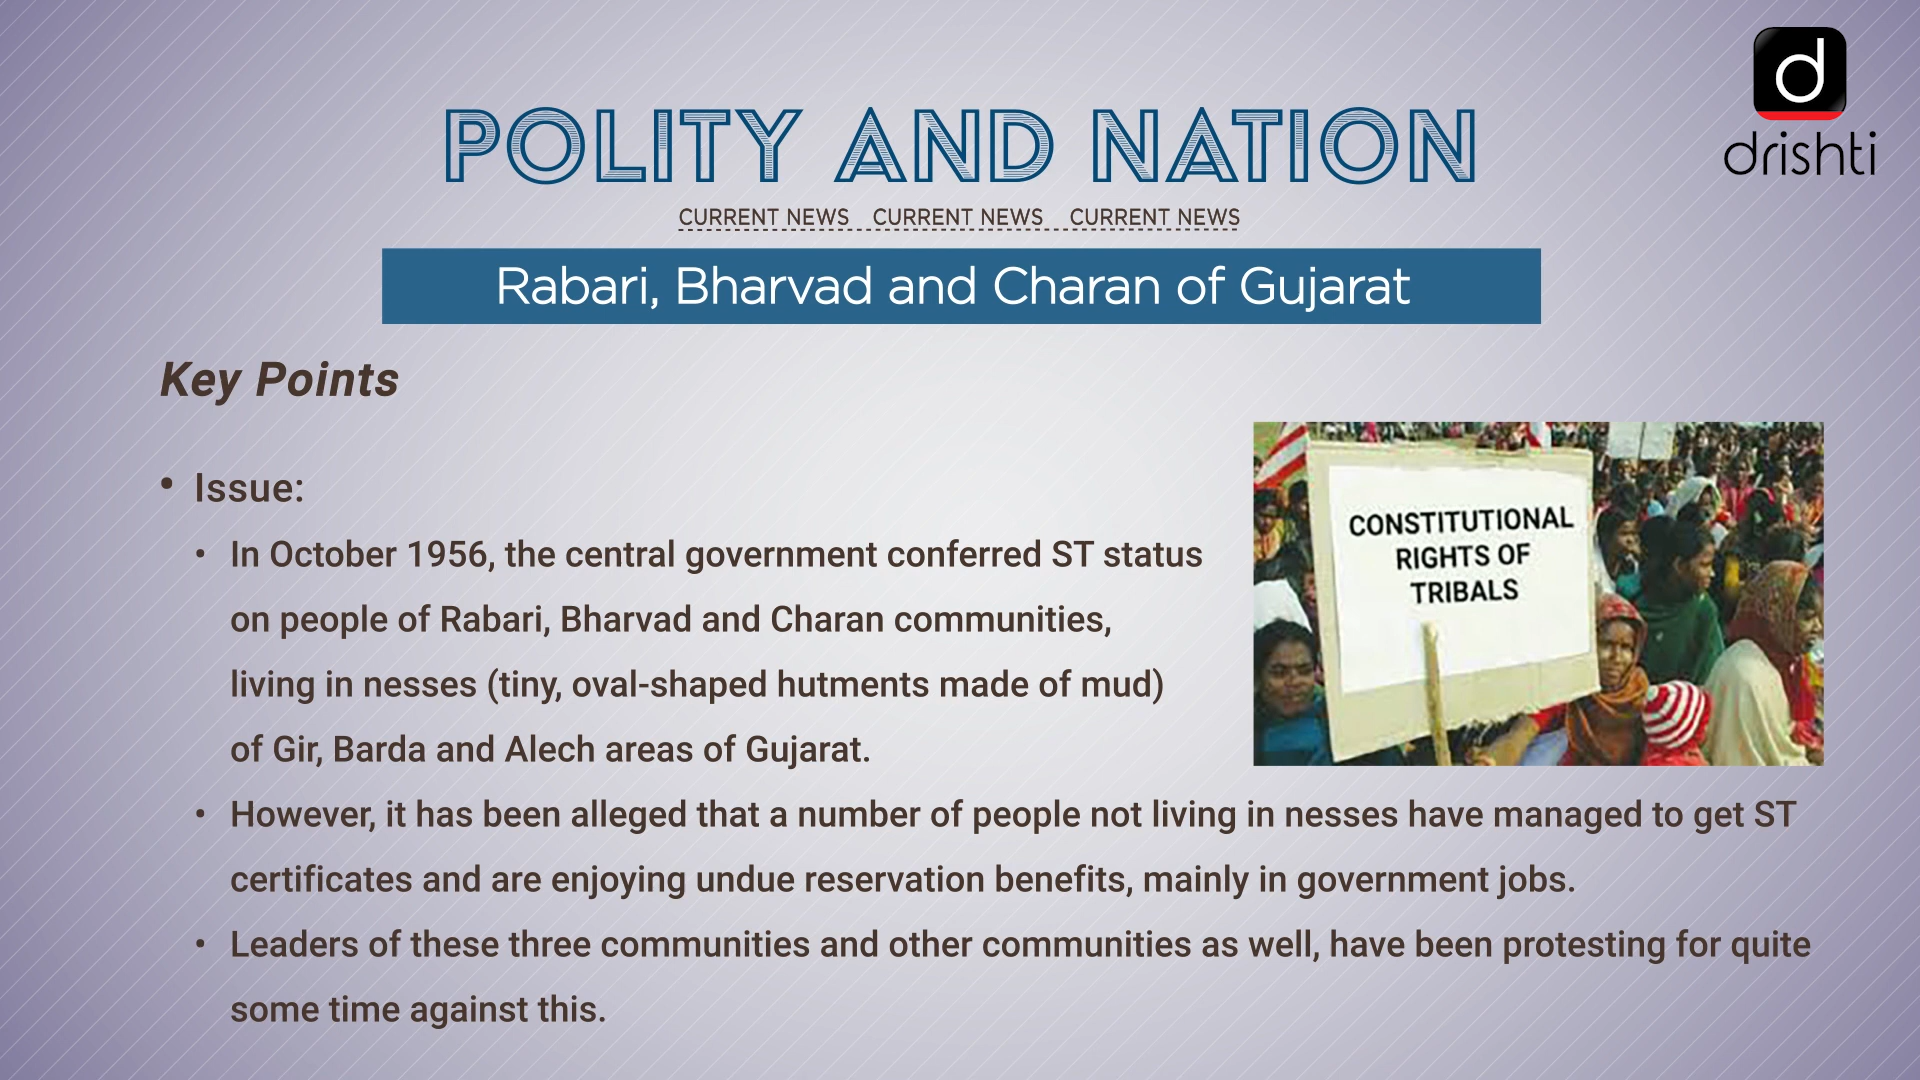 d
drishti
POLITY AND NATION
CURRENT NEWS CURRENT NEWS CURRENT NEWS
Rabari, Bharvad and Charan of Gujarat
Key Points
• Issue:
• In October 1956, the central government conferred ST status
on people of Rabari, Bharvad and Charan communities,
living in nesses (tiny, oval-shaped hutments made of mud)
of Gir, Barda and Alech areas of Gujarat.
CONSTITUTIONAL
RIGHTS OF
TRIBALS
• However, it has been alleged that a number of people not living in nesses have managed to get ST
certificates and are enjoying undue reservation benefits, mainly in government jobs.
• Leaders of these three communities and other communities as well, have been protesting for quite
some time against this.